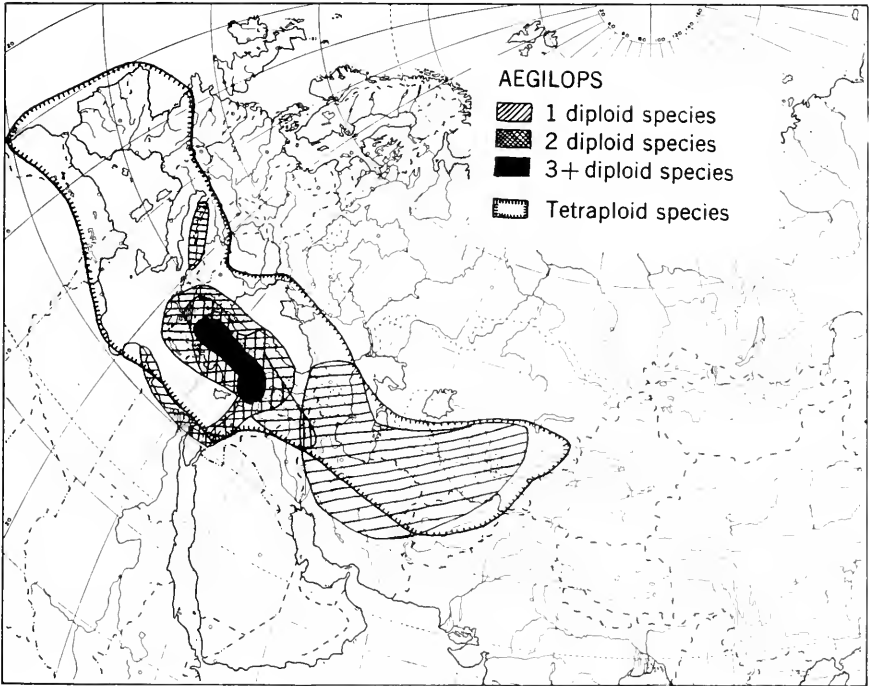 AEGILOPS
1 diploid species
2 diploid species
3+ diploid species
Tetraploid species